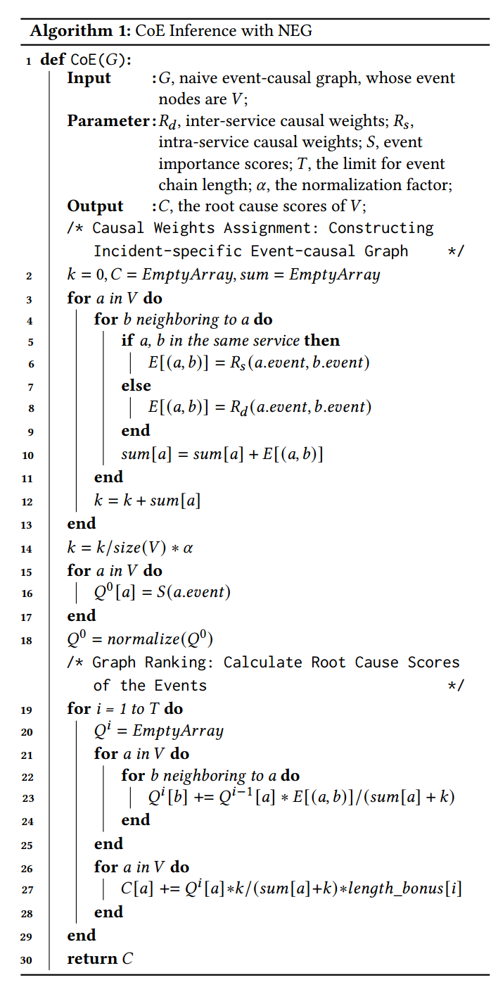 Algorithm 1: CoE Inference with NEG
1 def CoE(G):
Input :G, naive event-causal graph, whose event
nodes are V;
Parameter:R_d, inter-service causal weights; R_s,
intra-service causal weights; S, event
importance scores; T, the limit for event
chain length; α, the normalization factor;
Output :C, the root cause scores of V;
/* Causal Weights Assignment: Constructing
Incident-specific Event-causal Graph */
2 k = 0, C = EmptyArray, sum = EmptyArray
3 for a in V do
4 for b neighboring to a do
5 if a, b in the same service then
6 E[(a, b)] = R_s(a.event, b.event)
7 else
8 E[(a, b)] = R_d(a.event, b.event)
9 end
10 sum[a] = sum[a] + E[(a, b)]
11 end
12 k = k + sum[a]
13 end
14 k = k/size(V) * α
15 for a in V do
16 Q^0[a] = S(a.event)
17 end
18 Q^0 = normalize(Q^0)
/* Graph Ranking: Calculate Root Cause Scores
of the Events */
19 for i = 1 to T do
20 Q^i = EmptyArray
21 for a in V do
22 for b neighboring to a do
23 Q^i[b] += Q^{i-1}[a] * E[(a, b)]/(sum[a] + k)
24 end
25 end
26 for a in V do
27 C[a] += Q^i[a]*k/(sum[a]+k)*length_bonus[i]
28 end
29 end
30 return C